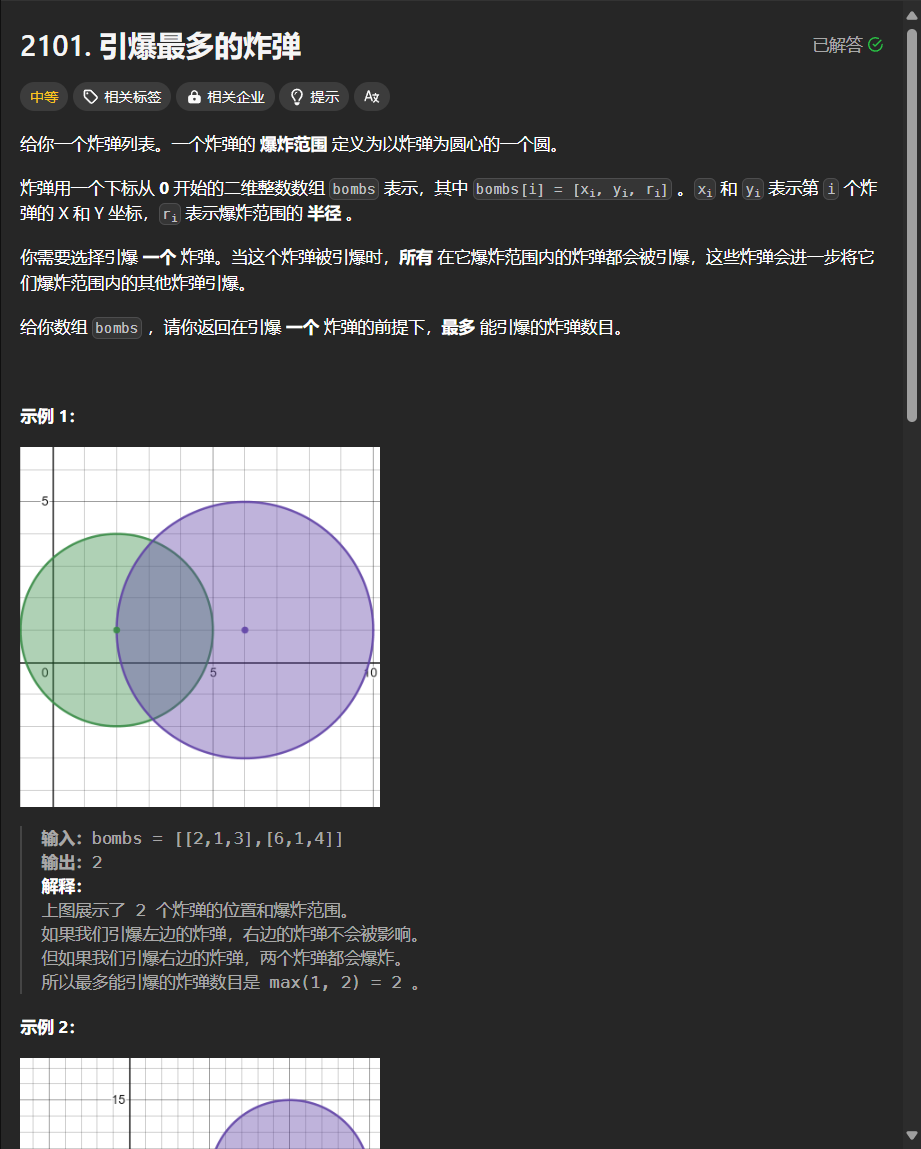 2101. 引爆最多的炸弹
已解答
中等 相关标签 相关企业 提示
给你一个炸弹列表。一个炸弹的 爆炸范围 定义为以炸弹为圆心的一个圆。
炸弹用一个下标从 0 开始的二维整数数组 bombs 表示，其中 bombs[i] = [xi, yi, ri] 。xi 和 yi 表示第 i 个炸
弹的 X 和 Y 坐标，ri 表示爆炸范围的 半径 。
你需要选择引爆 一个 炸弹。当这个炸弹被引爆时，所有 在它爆炸范围内的炸弹都会被引爆，这些炸弹会进一步将它
们爆炸范围内的其他炸弹引爆。
给你数组 bombs ，请你返回在引爆 一个 炸弹的前提下，最多 能引爆的炸弹数目。
示例 1：
5
0 5 10
输入：bombs = [[2,1,3],[6,1,4]]
输出：2
解释：
上图展示了 2 个炸弹的位置和爆炸范围。
如果我们引爆左边的炸弹，右边的炸弹不会被影响。
但如果我们引爆右边的炸弹，两个炸弹都会爆炸。
所以最多能引爆的炸弹数目是 max(1, 2) = 2 。
示例 2：
15